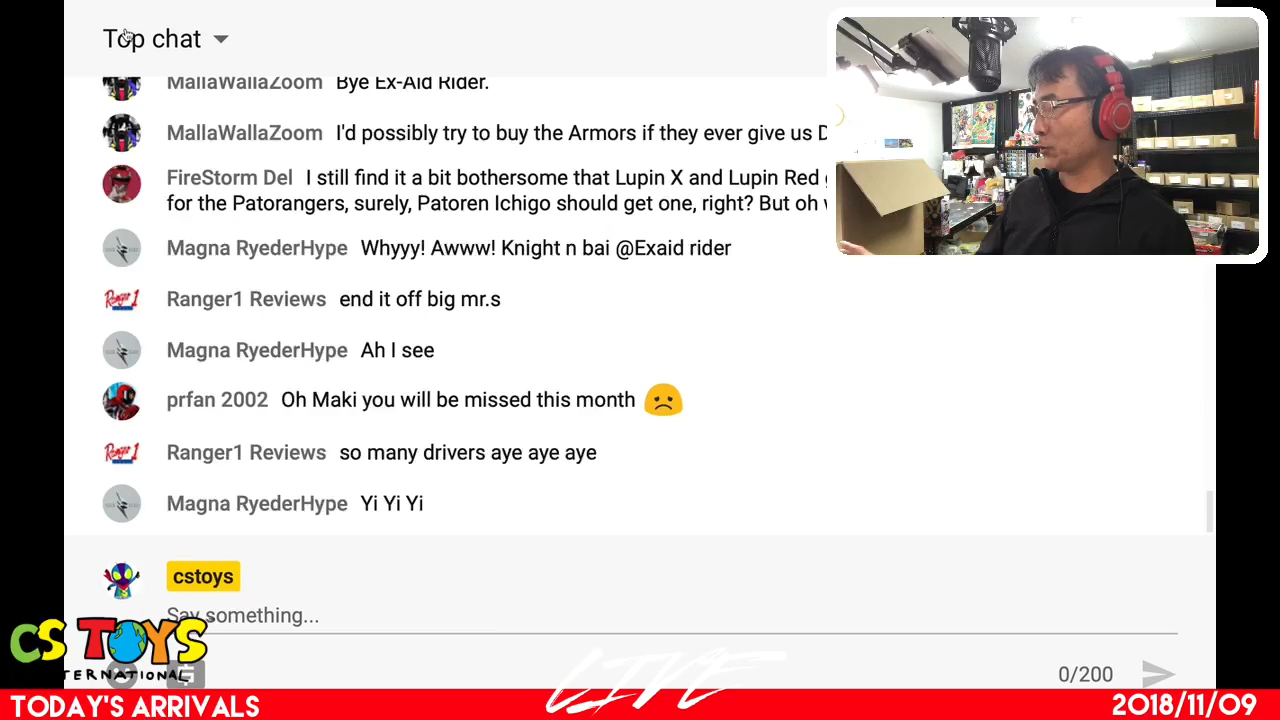 Top chat
MallaWallaZoom Bye Ex-Aid Rider.
MallaWallaZoom I'd possibly try to buy the Armors if they ever give us
FireStorm Del I still find it a bit bothersome that Lupin X and Lupin Red
for the Patorangers, surely, Patoren Ichigo should get one, right? But oh
Magna RyederHype Whyyy! Awww! Knight n bai @Exaid rider
Ranger1 Reviews end it off big mr.s
Magna RyederHype Ah I see
prfan 2002 Oh Maki you will be missed this month
Ranger1 Reviews so many drivers aye aye aye
Magna RyederHype Yi Yi Yi
cstoys
Say something...
CS TOYS
INTERNATIONAL
LIVE
0/200
TODAY'S ARRIVALS
2018/11/09